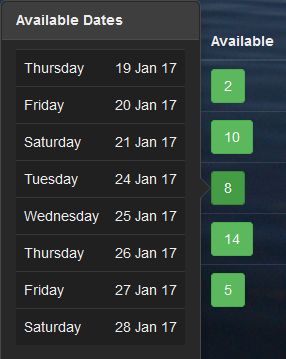 Available Dates
Available
Thursday 19 Jan 17
2
Friday 20 Jan 17
10
Saturday 21 Jan 17
Tuesday 24 Jan 17
8
Wednesday 25 Jan 17
14
Thursday 26 Jan 17
Friday 27 Jan 17
5
Saturday 28 Jan 17